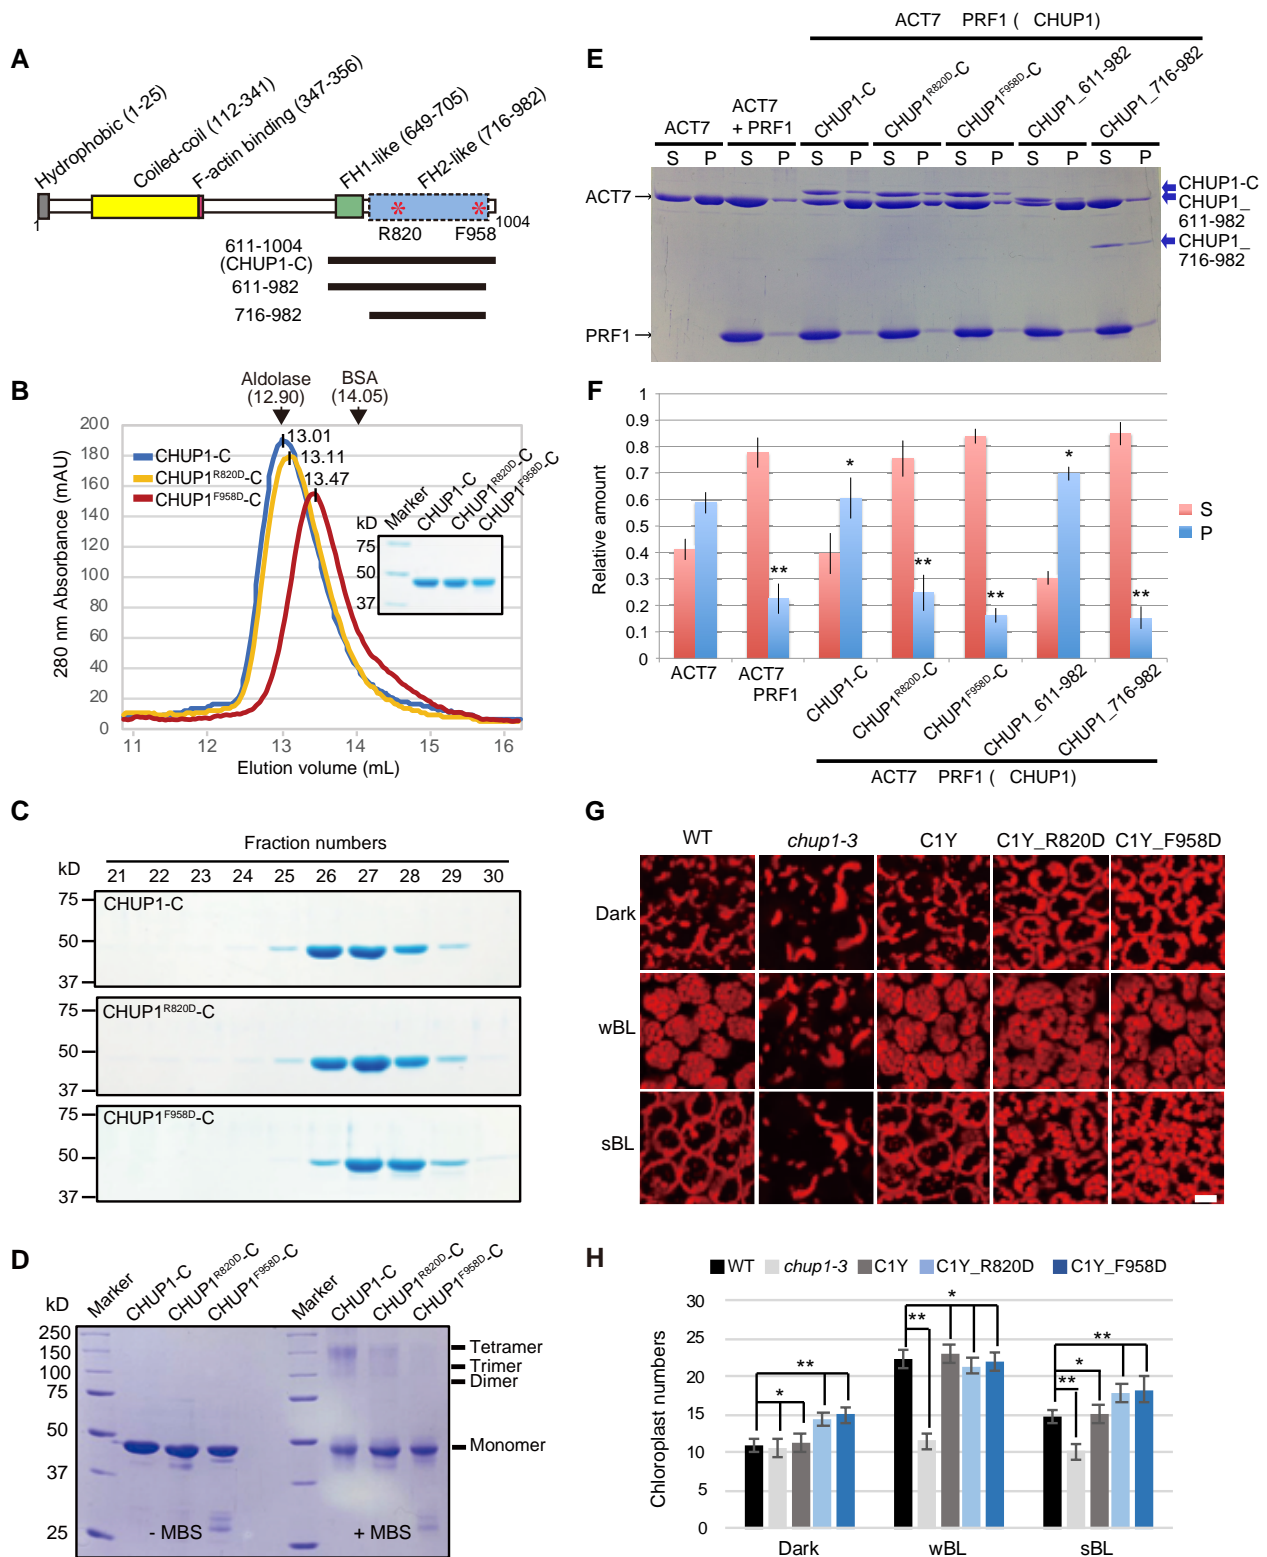 A
Hydrophobic (1-25)
Coiled-coil (112-341)
F-actin binding (347-356)
FH1-like (649-705)
FH2-like (716-982)
* *
1
1004
R820 F958
611-1004
(CHUP1-C)
611-982
716-982
B
Aldolase
(12.90)
BSA
(14.05)
280 nm Absorbance (mAU)
200
180
160
140
120
100
80
60
40
20
0
CHUP1-C
CHUP1R820D-C
CHUP1F958D-C
13.01
13.11
13.47
kD
Marker
CHUP1-C
CHUP1R820D-C
CHUP1F958D-C
75
50
37
11 12 13 14 15 16
Elution volume (mL)
C
Fraction numbers
kD
21 22 23 24 25 26 27 28 29 30
75
50
37
CHUP1-C
75
50
37
CHUP1R820D-C
75
50
37
CHUP1F958D-C
D
kD
Marker
CHUP1-C
CHUP1R820D-C
CHUP1F958D-C
Marker
CHUP1-C
CHUP1R820D-C
CHUP1F958D-C
250
150
100
75
50
37
25
Tetramer
Trimer
Dimer
Monomer
- MBS + MBS
E
ACT7 PRF1 ( CHUP1)
ACT7
ACT7
+ PRF1
CHUP1-C
CHUP1R820D-C
CHUP1F958D-C
CHUP1_611-982
CHUP1_716-982
S P S P S P S P S P S P S P
ACT7
PRF1
CHUP1-C
CHUP1_
611-982
CHUP1_
716-982
F
Relative amount
1
0.9
0.8
0.7
0.6
0.5
0.4
0.3
0.2
0.1
0
** * ** ** * **
S
P
ACT7
ACT7
PRF1
CHUP1-C
CHUP1R820D-C
CHUP1F958D-C
CHUP1_611-982
CHUP1_716-982
ACT7 PRF1 ( CHUP1)
G
WT chup1-3 C1Y C1Y_R820D C1Y_F958D
Dark
wBL
sBL
H
WT chup1-3 C1Y C1Y_R820D C1Y_F958D
Chloroplast numbers
30
25
20
15
10
5
0
**
*
*
**
**
*
**
Dark wBL sBL